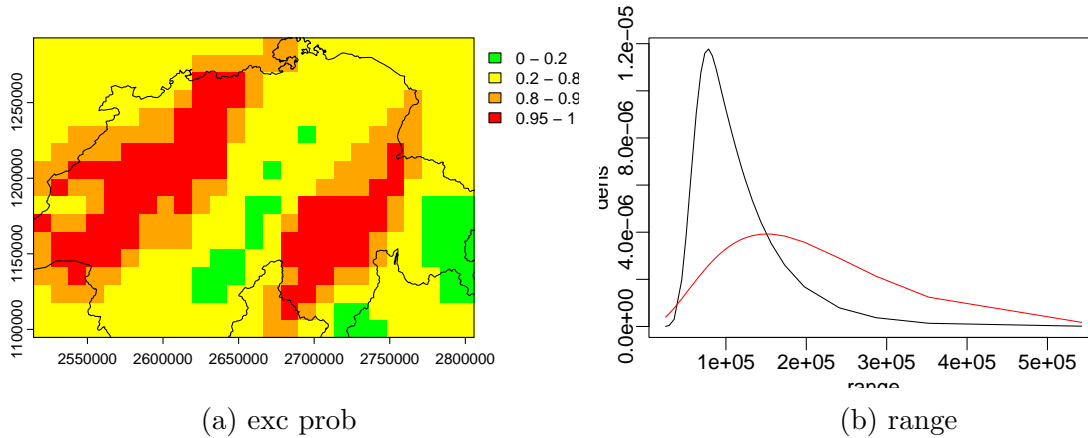 0 – 0.2
0.2 – 0.8
0.8 – 0.9
0.95 – 1
1250000
1200000
1150000
1100000
2550000
2600000
2650000
2700000
2750000
2800000
(a) exc prob
1.2e−05
8.0e−06
4.0e−06
0.0e+00
dens
1e+05
2e+05
3e+05
4e+05
5e+05
range
(b) range